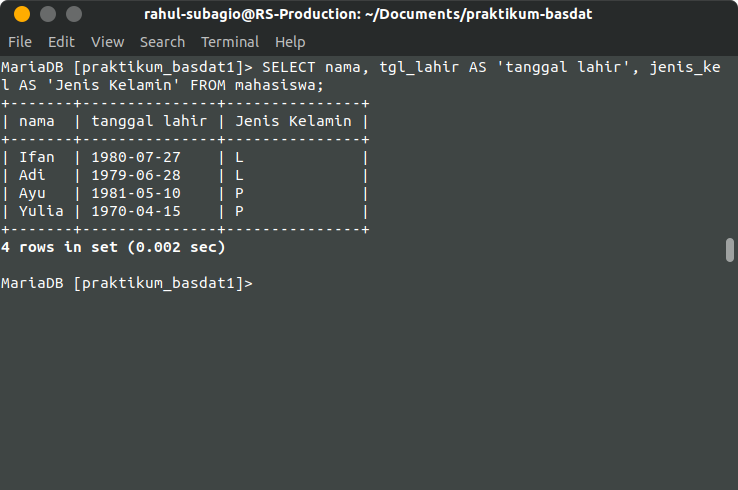 rahul-subagio@RS-Production: ~/Documents/praktikum-basdat
File Edit View Search Terminal Help
MariaDB [praktikum_basdat1]> SELECT nama, tgl_lahir AS 'tanggal lahir', jenis_ke
l AS 'Jenis Kelamin' FROM mahasiswa;
+-------+---------------+---------------+
| nama  | tanggal lahir | Jenis Kelamin |
+-------+---------------+---------------+
| Ifan  | 1980-07-27    | L             |
| Adi   | 1979-06-28    | L             |
| Ayu   | 1981-05-10    | P             |
| Yulia | 1970-04-15    | P             |
+-------+---------------+---------------+
4 rows in set (0.002 sec)
MariaDB [praktikum_basdat1]>